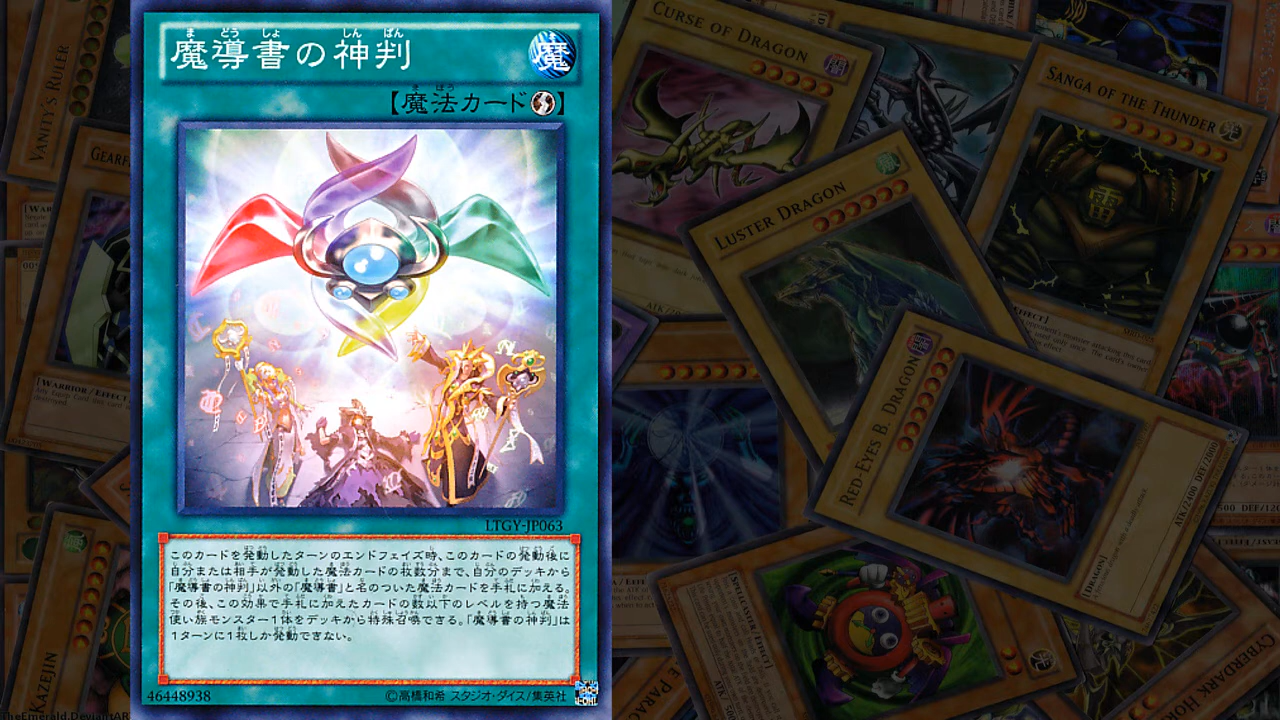 魔導書の神判
【魔法カード】
LTGY-JP063
このカードを発動したターンのエンドフェイズ時、このカードの発動後に
自分または相手が発動した魔法カードの枚数分まで、自分のデッキから
「魔導書の神判」以外の「魔導書」と名のついた魔法カードを手札に加える。
その後、この効果で手札に加えたカードの数以下のレベルを持つ魔法
使い族モンスター1体をデッキから特殊召喚できる。「魔導書の神判」は
1ターンに1枚しか発動できない。
46448938
©高橋和希 スタジオ・ダイス/集英社
VANITY'S RULER
CURSE OF DRAGON
SANGA OF THE THUNDER
LUSTER DRAGON
RED-EYES B. DRAGON
ATK/2400 DEF/2000
[DRAGON]
KAZEJIN
CYBERDARK HORN
[SPELLCASTER/EFFECT]